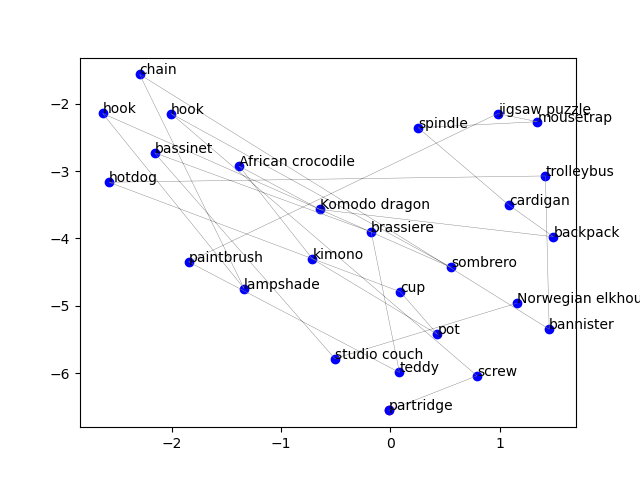 chain
hook
hook
jigsaw puzzle
mousetrap
spindle
bassinet
African crocodile
hotdog
trolleybus
Komodo dragon
cardigan
brassiere
backpack
paintbrush
kimono
sombrero
lampshade
cup
Norwegian elkhou
pot
bannister
studio couch
teddy
screw
partridge
−2
−3
−4
−5
−6
−2
−1
0
1